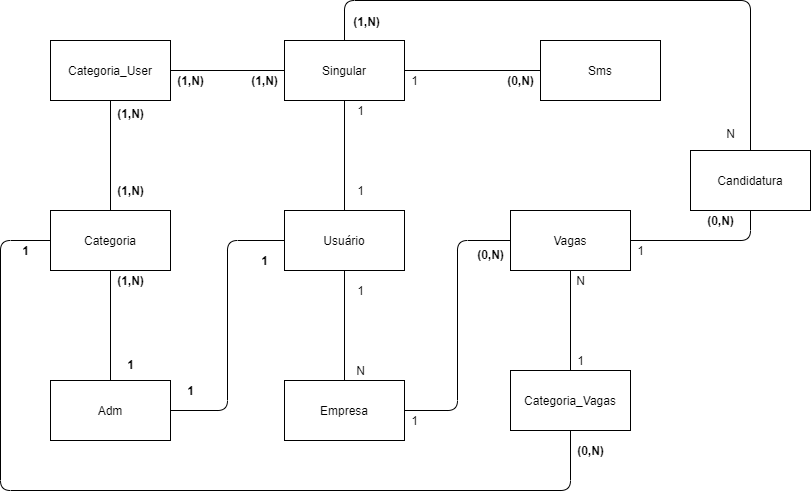 (1,N)
Categoria_User
(1,N)
(1,N)
Singular
1
(0,N)
Sms
(1,N)
1
N
Candidatura
(1,N)
1
(0,N)
1
Categoria
1
Usuário
(0,N)
Vagas
1
(1,N)
1
N
1
1
N
1
Adm
Empresa
1
Categoria_Vagas
(0,N)